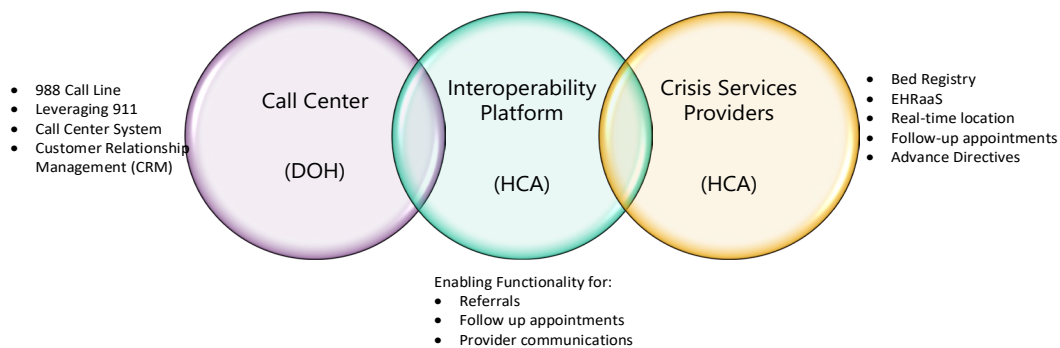 • 988 Call Line
• Leveraging 911
• Call Center System
• Customer Relationship
Management (CRM)
Call Center
(DOH)
Interoperability
Platform
(HCA)
Crisis Services
Providers
(HCA)
• Bed Registry
• EHRaaS
• Real-time location
• Follow-up appointments
• Advance Directives
Enabling Functionality for:
• Referrals
• Follow up appointments
• Provider communications